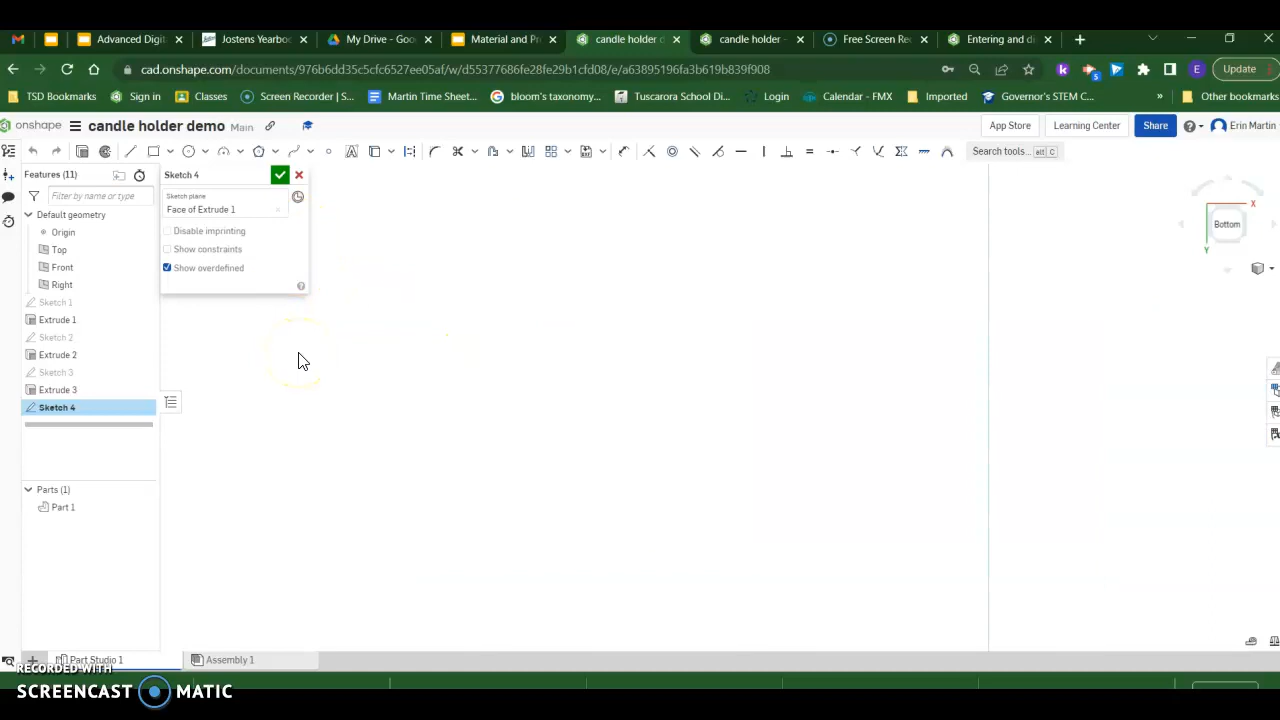 Advanced Digit
Jostens Yearboo
My Drive - Goo
Material and Pr
candle holder d
candle holder -
Free Screen Rec
Entering and di
cad.onshape.com/documents/976b6dd35c5cfc6527ee05af/w/d55377686fe28fe29b1cfd08/e/a63895196fa3b619b839f908
E
Update
TSD Bookmarks
Sign in
Classes
Screen Recorder | S...
Martin Time Sheet...
bloom's taxonomy...
Tuscarora School Di...
Login
Calendar - FMX
Imported
Governor's STEM C...
»
Other bookmarks
onshape
candle holder demo
Main
App Store
Learning Center
Share
Erin Martin
Search tools...
alt C
Features (11)
Sketch 4
Filter by name or type
Sketch plane
Face of Extrude 1
Default geometry
Origin
Top
Front
Right
Disable imprinting
Show constraints
Show overdefined
Sketch 1
Extrude 1
Sketch 2
Extrude 2
Sketch 3
Extrude 3
Sketch 4
X
Bottom
Y
Parts (1)
Part 1
Part Studio 1
Assembly 1
RECORDED WITH
SCREENCAST MATIC